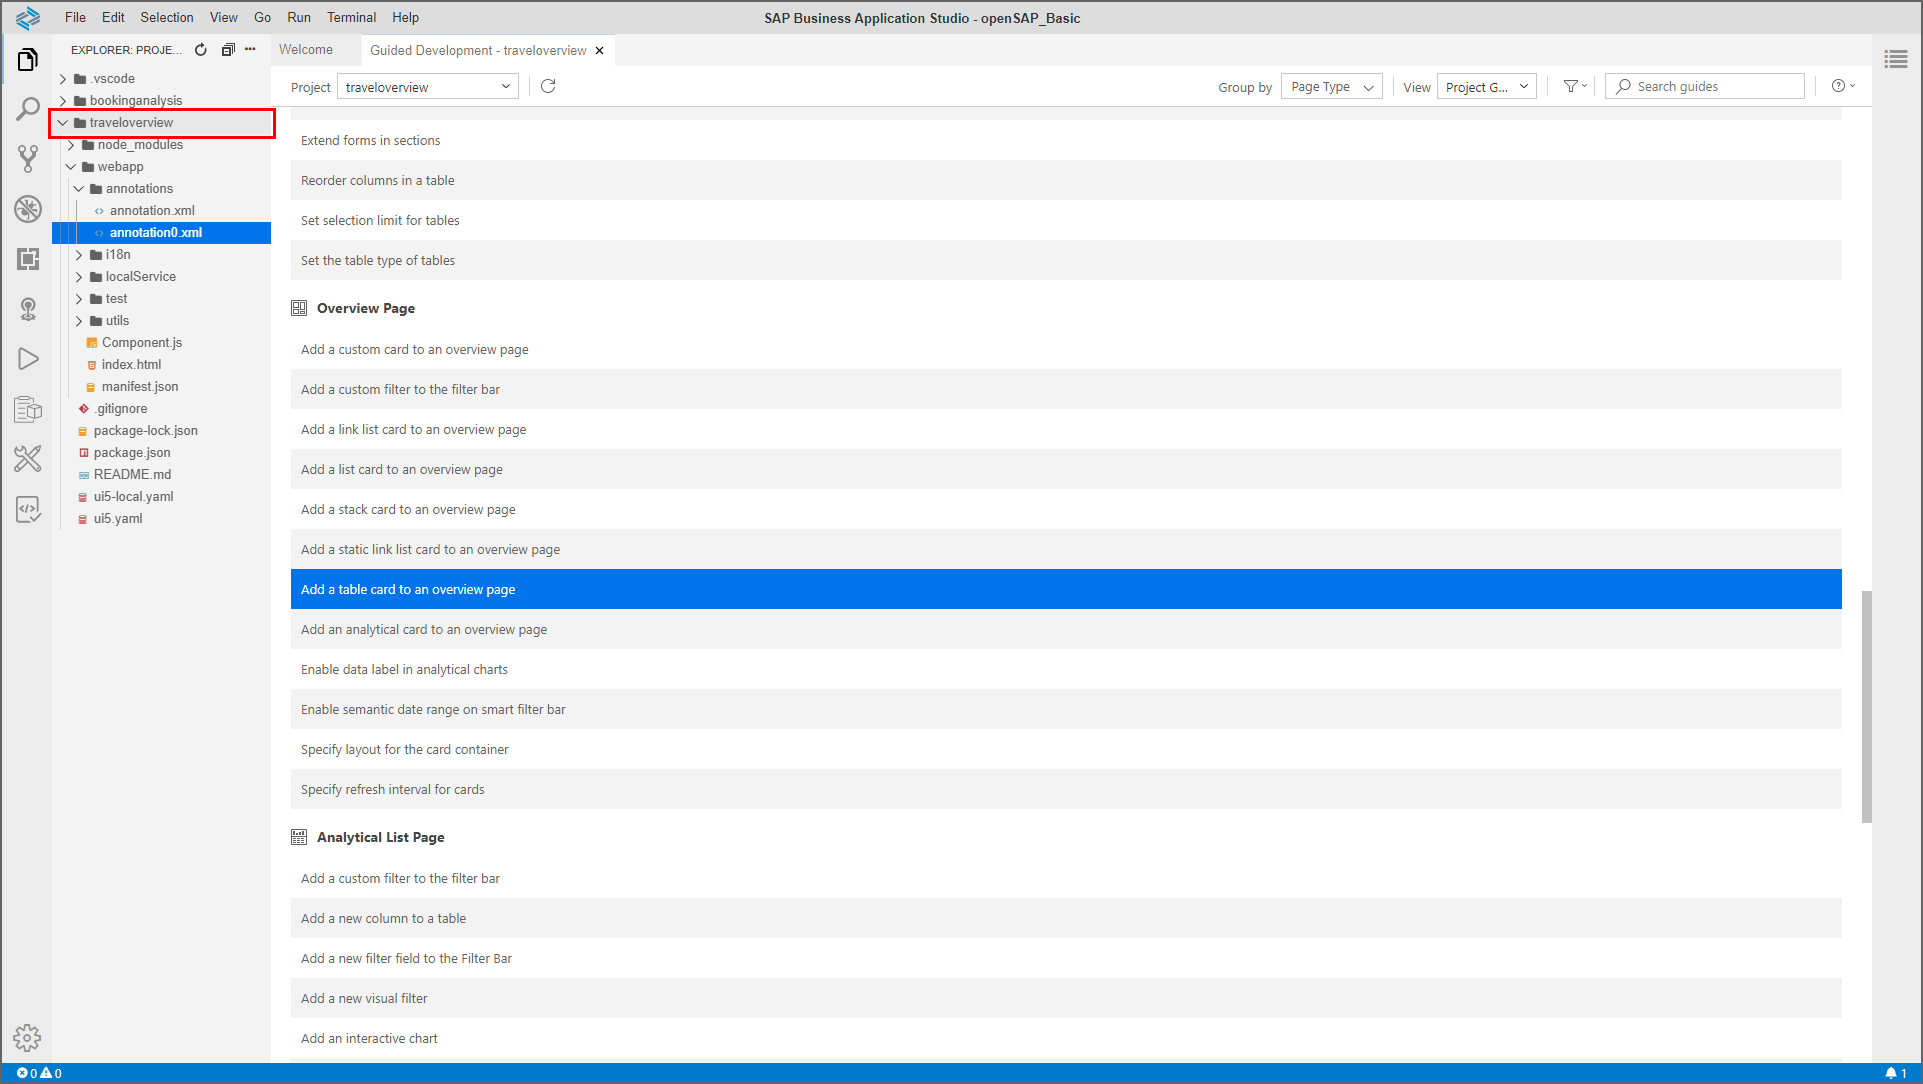 File Edit Selection View Go Run Terminal Help
SAP Business Application Studio - openSAP_Basic
EXPLORER: PROJE...
.vscode
bookinganalysis
traveloverview
node_modules
webapp
annotations
annotation.xml
annotation0.xml
i18n
localService
test
utils
Component.js
index.html
manifest.json
.gitignore
package-lock.json
package.json
README.md
ui5-local.yaml
ui5.yaml
Welcome
Guided Development - traveloverview
Project traveloverview
Group by Page Type View Project G... Search guides
Extend forms in sections
Reorder columns in a table
Set selection limit for tables
Set the table type of tables
Overview Page
Add a custom card to an overview page
Add a custom filter to the filter bar
Add a link list card to an overview page
Add a list card to an overview page
Add a stack card to an overview page
Add a static link list card to an overview page
Add a table card to an overview page
Add an analytical card to an overview page
Enable data label in analytical charts
Enable semantic date range on smart filter bar
Specify layout for the card container
Specify refresh interval for cards
Analytical List Page
Add a custom filter to the filter bar
Add a new column to a table
Add a new filter field to the Filter Bar
Add a new visual filter
Add an interactive chart
0 0
1